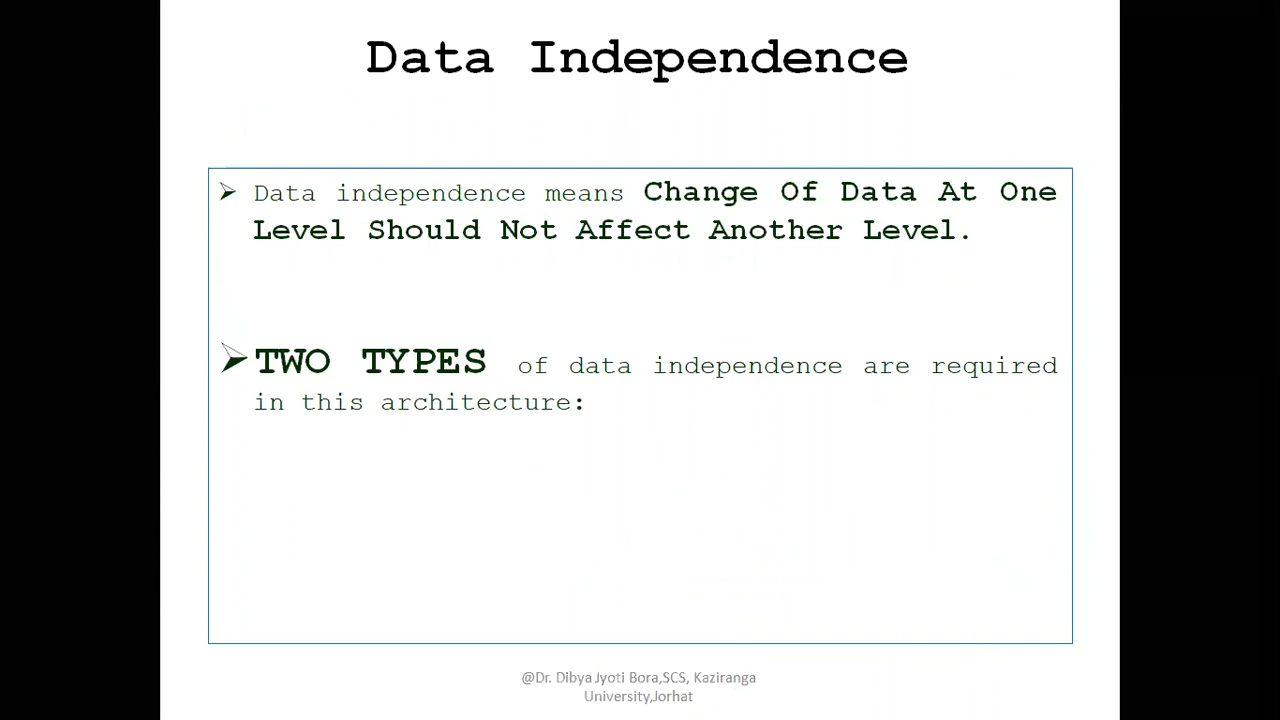 Data Independence
➢ Data independence means Change Of Data At One
Level Should Not Affect Another Level.
➢ TWO TYPES of data independence are required
in this architecture:
@Dr. Dibya Jyoti Bora,SCS, Kaziranga
University,Jorhat